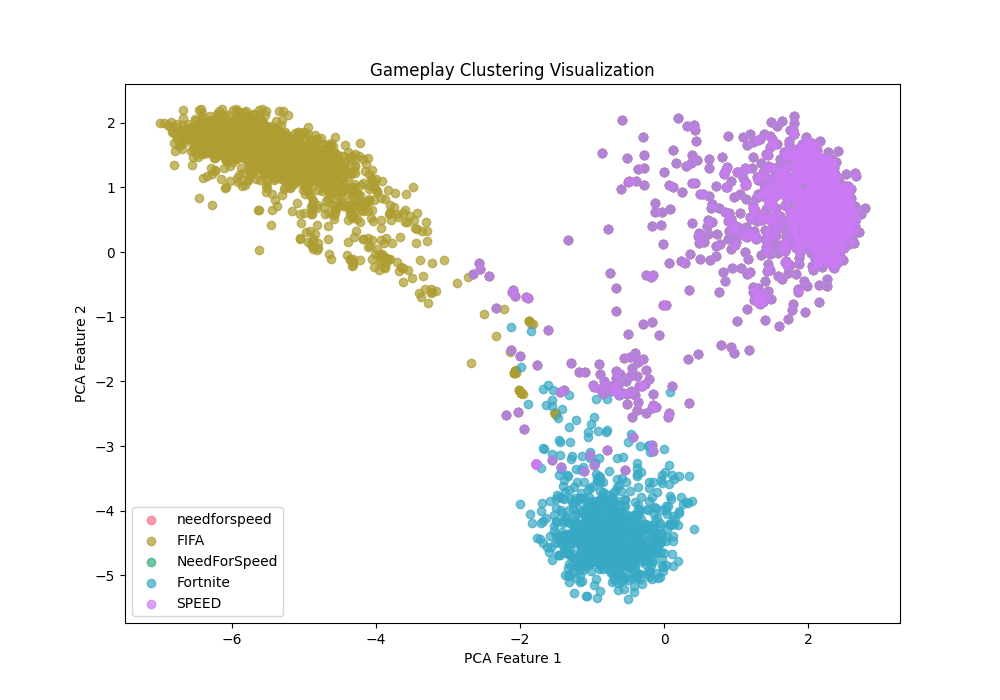 Gameplay Clustering Visualization
PCA Feature 2
2
1
0
−1
−2
−3
−4
−5
needforspeed
FIFA
NeedForSpeed
Fortnite
SPEED
−6
−4
−2
0
2
PCA Feature 1